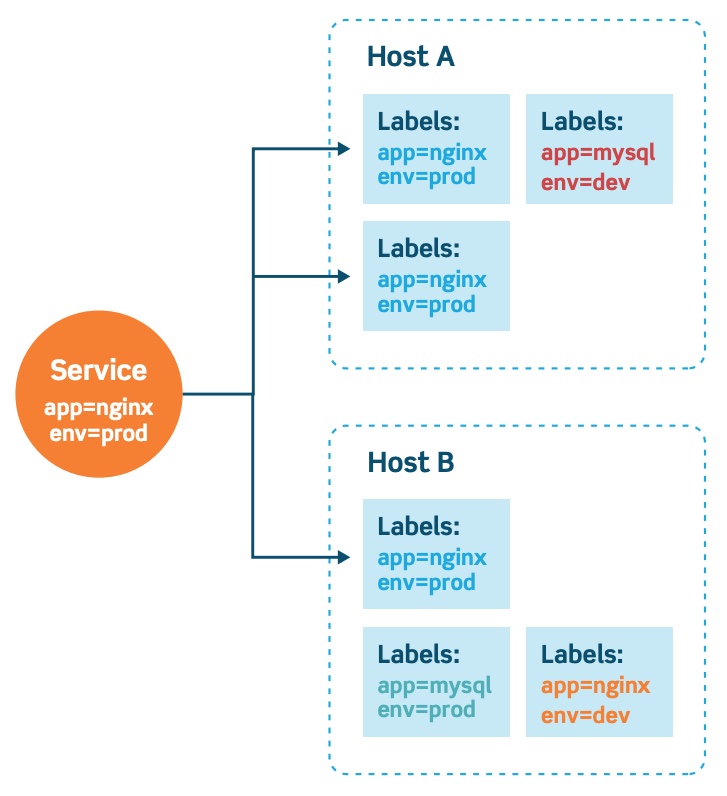 Host A
Labels:
app=nginx
env=prod
Labels:
app=mysql
env=dev
Labels:
app=nginx
env=prod
Service
app=nginx
env=prod
Host B
Labels:
app=nginx
env=prod
Labels:
app=mysql
env=prod
Labels:
app=nginx
env=dev